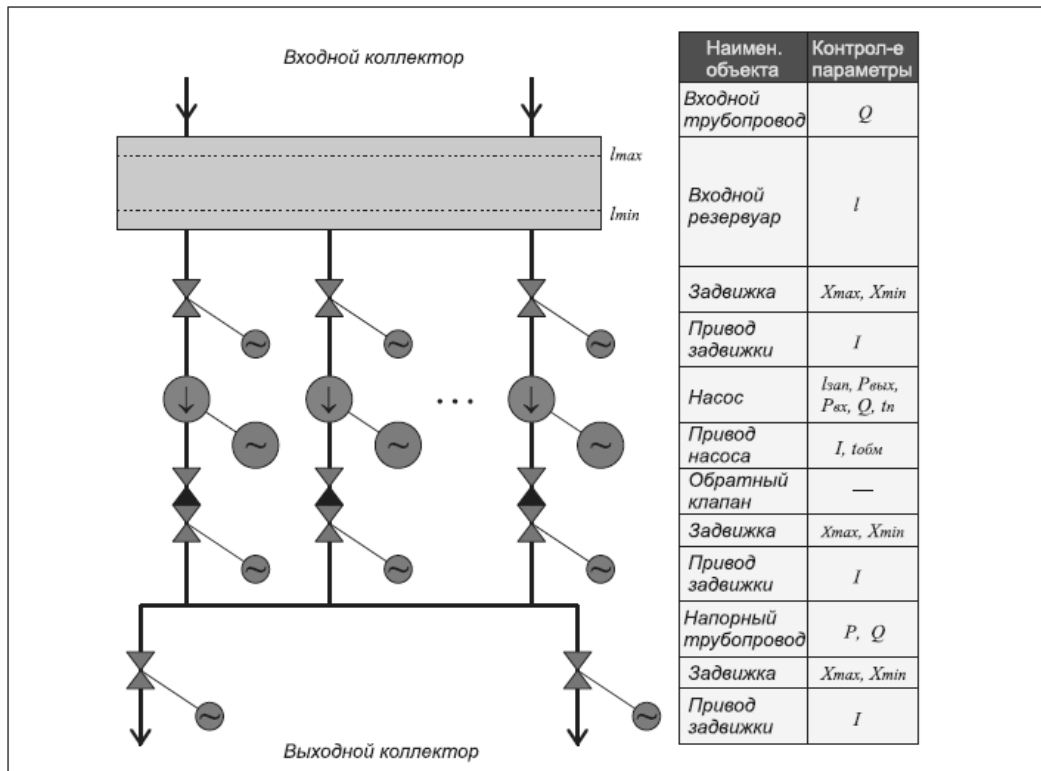 Входной коллектор
lmax
lmin
...
Выходной коллектор
Наимен. объекта
Контрол-е параметры
Входной трубопровод
Q
Входной резервуар
l
Задвижка
Xmax, Xmin
Привод задвижки
I
Насос
lзап, Pвых,
Pвх, Q, tп
Привод насоса
I, tобм
Обратный клапан
—
Задвижка
Xmax, Xmin
Привод задвижки
I
Напорный трубопровод
P, Q
Задвижка
Xmax, Xmin
Привод задвижки
I